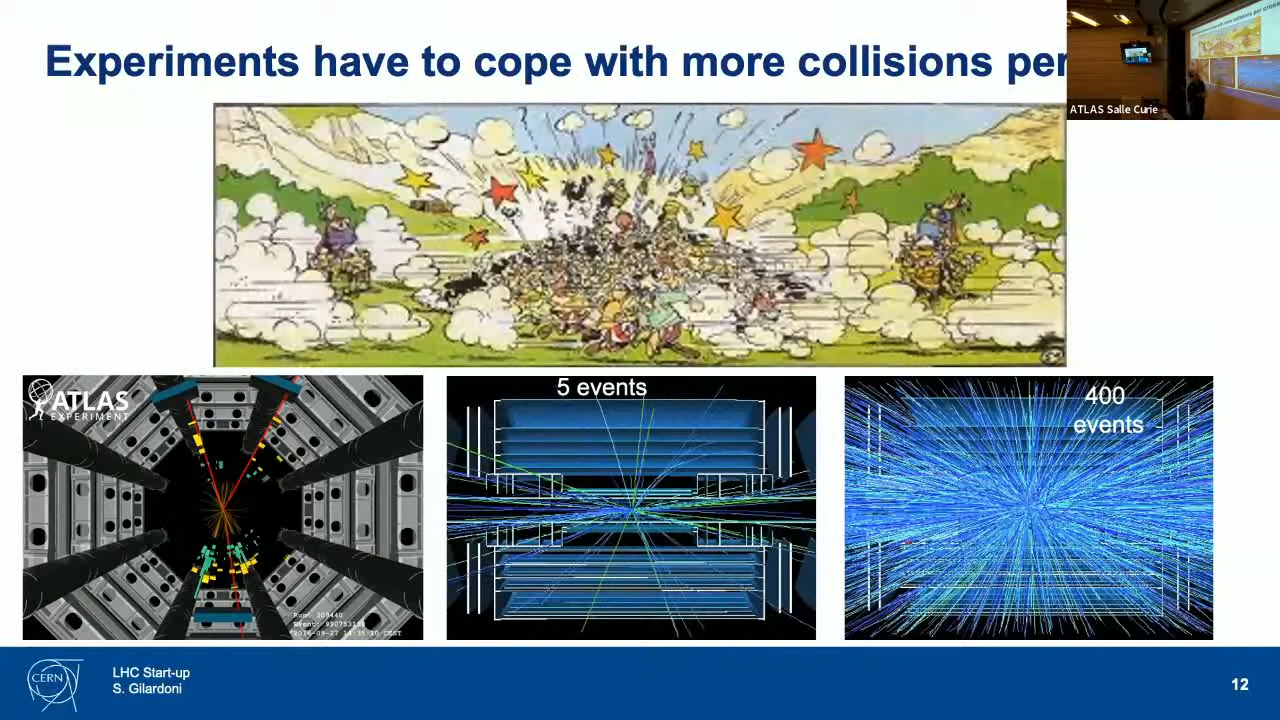 Experiments have to cope with more collisions per
ATLAS Salle Curie
ATLAS
EXPERIMENT
5 events
400
events
CERN
LHC Start-up
S. Gilardoni
12